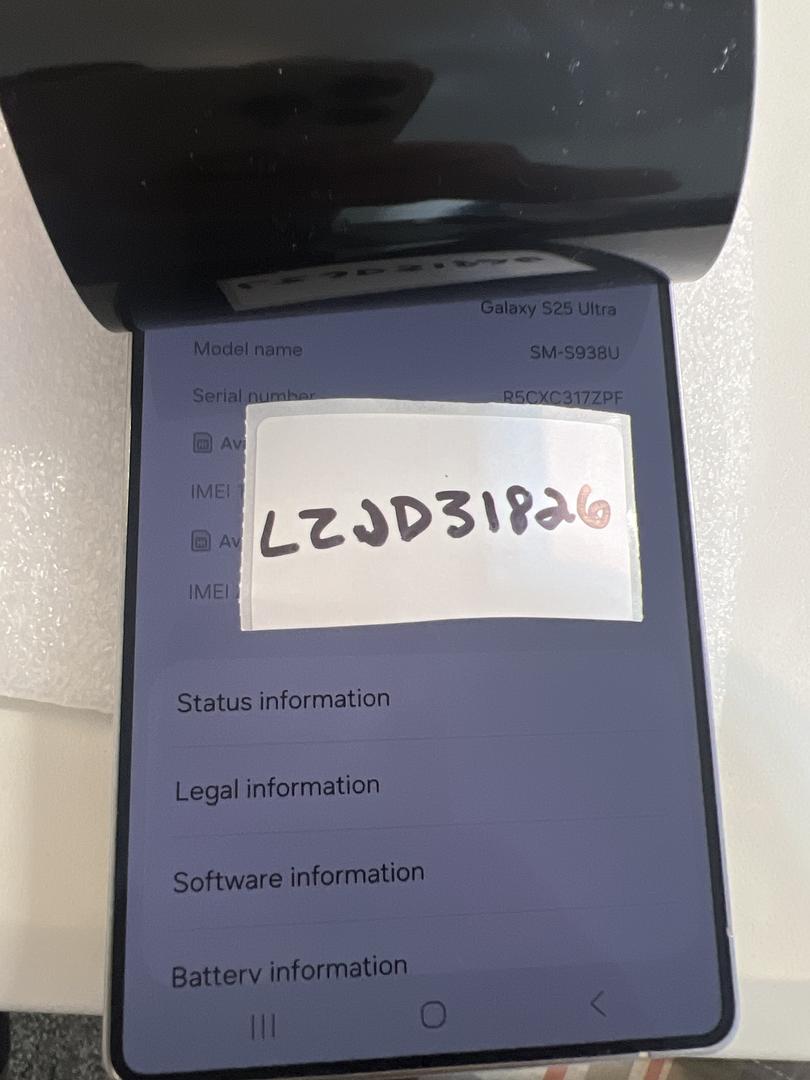 Galaxy S25 Ultra
Model name SM-S938U
Serial number R5CXC317ZPF
IMEI
LZJD31826
IMEI
Status information
Legal information
Software information
Battery information